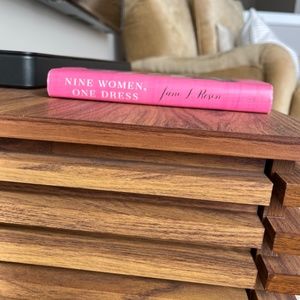 NINE WOMEN,
ONE DRESS
Jane L. Rosen